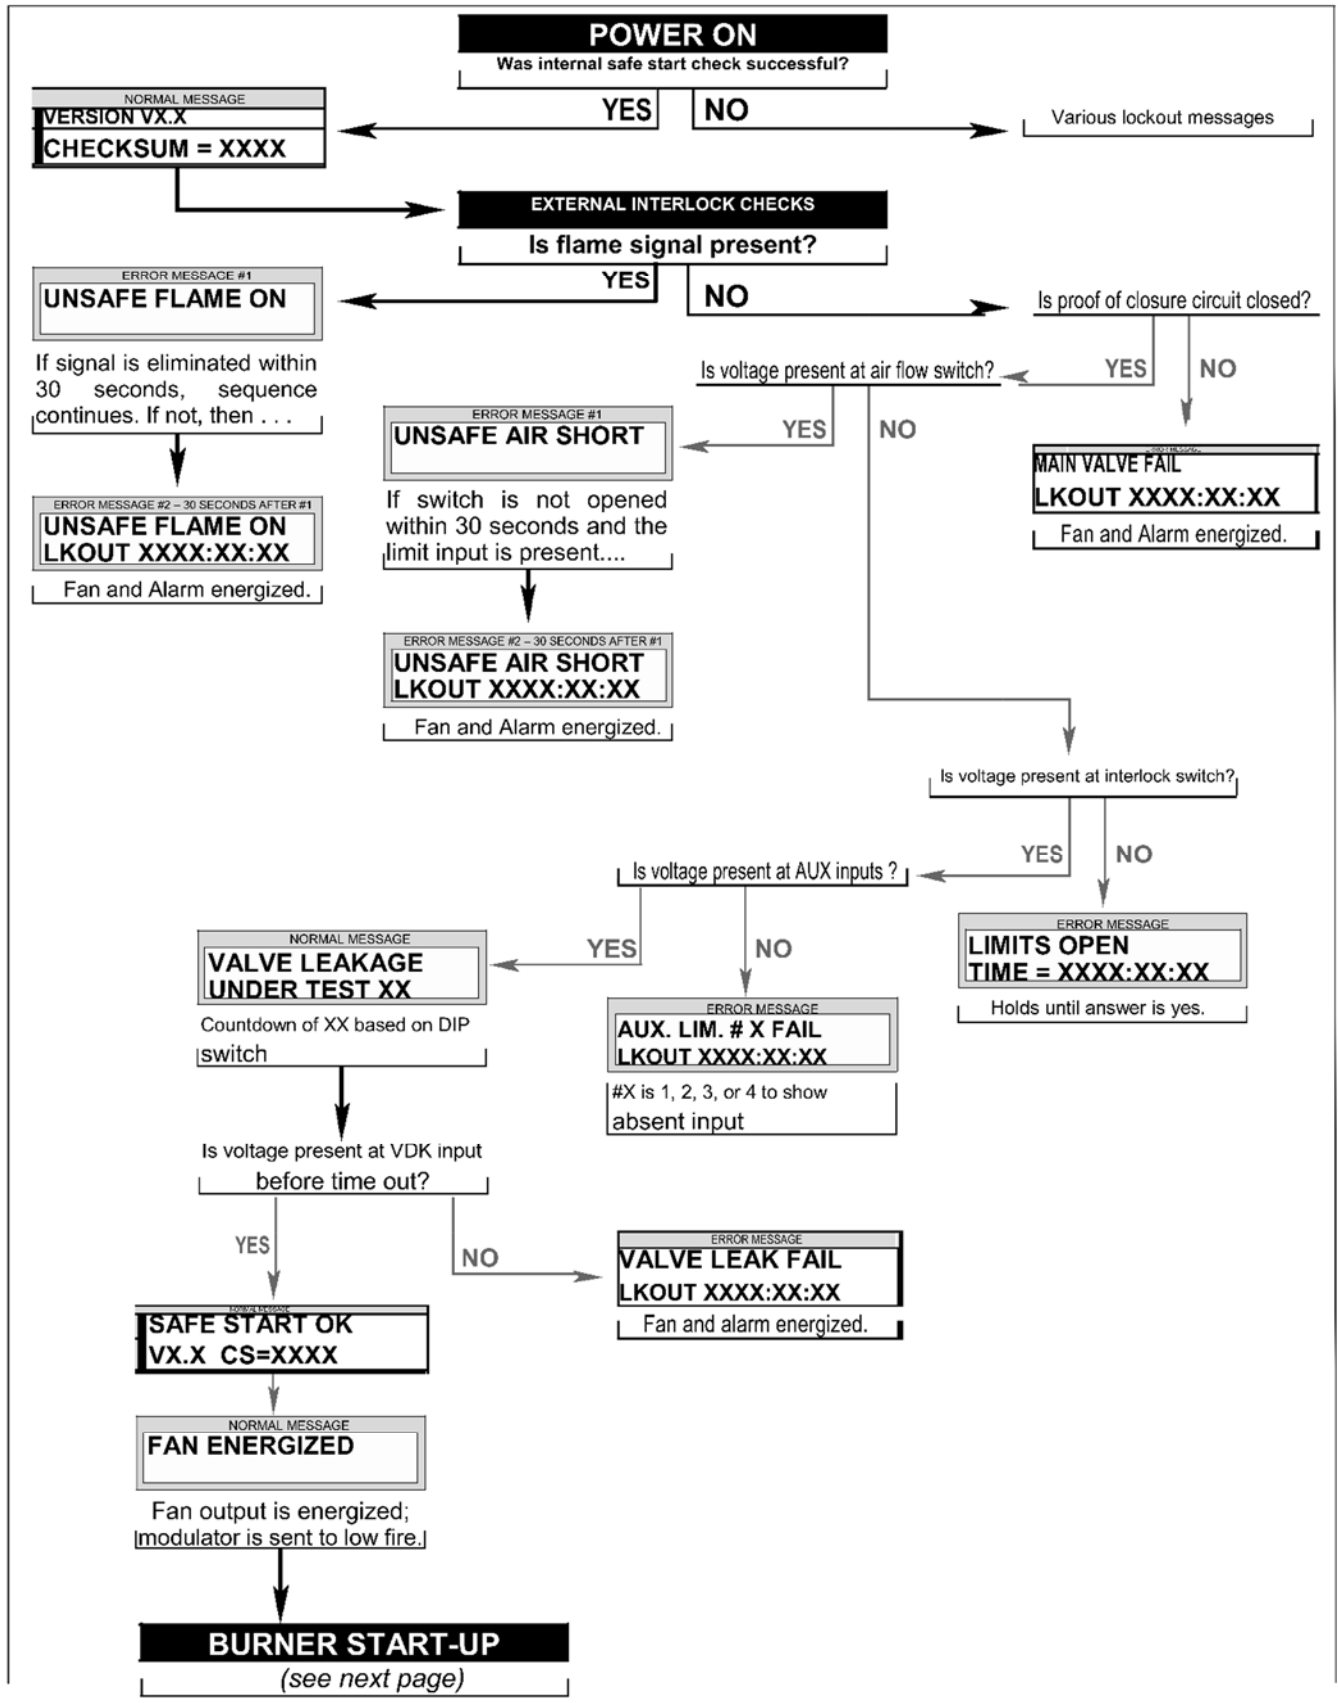 POWER ON
Was internal safe start check successful?
YES
NO
NORMAL MESSAGE
VERSION VX.X
CHECKSUM = XXXX
Various lockout messages
EXTERNAL INTERLOCK CHECKS
Is flame signal present?
YES
NO
ERROR MESSAGE #1
UNSAFE FLAME ON
If signal is eliminated within
30 seconds, sequence
continues. If not, then . . .
ERROR MESSAGE #2 – 30 SECONDS AFTER #1
UNSAFE FLAME ON
LKOUT XXXX:XX:XX
Fan and Alarm energized.
Is proof of closure circuit closed?
YES
NO
ERROR MESSAGE
MAIN VALVE FAIL
LKOUT XXXX:XX:XX
Fan and Alarm energized.
Is voltage present at air flow switch?
YES
NO
ERROR MESSAGE #1
UNSAFE AIR SHORT
If switch is not opened
within 30 seconds and the
limit input is present....
ERROR MESSAGE #2 – 30 SECONDS AFTER #1
UNSAFE AIR SHORT
LKOUT XXXX:XX:XX
Fan and Alarm energized.
Is voltage present at interlock switch?
YES
NO
ERROR MESSAGE
LIMITS OPEN
TIME = XXXX:XX:XX
Holds until answer is yes.
Is voltage present at AUX inputs ?
YES
NO
ERROR MESSAGE
AUX. LIM. # X FAIL
LKOUT XXXX:XX:XX
#X is 1, 2, 3, or 4 to show
absent input
NORMAL MESSAGE
VALVE LEAKAGE
UNDER TEST XX
Countdown of XX based on DIP
switch
Is voltage present at VDK input
before time out?
YES
NO
ERROR MESSAGE
VALVE LEAK FAIL
LKOUT XXXX:XX:XX
Fan and alarm energized.
NORMAL MESSAGE
SAFE START OK
VX.X CS=XXXX
NORMAL MESSAGE
FAN ENERGIZED
Fan output is energized;
modulator is sent to low fire.
BURNER START-UP
(see next page)